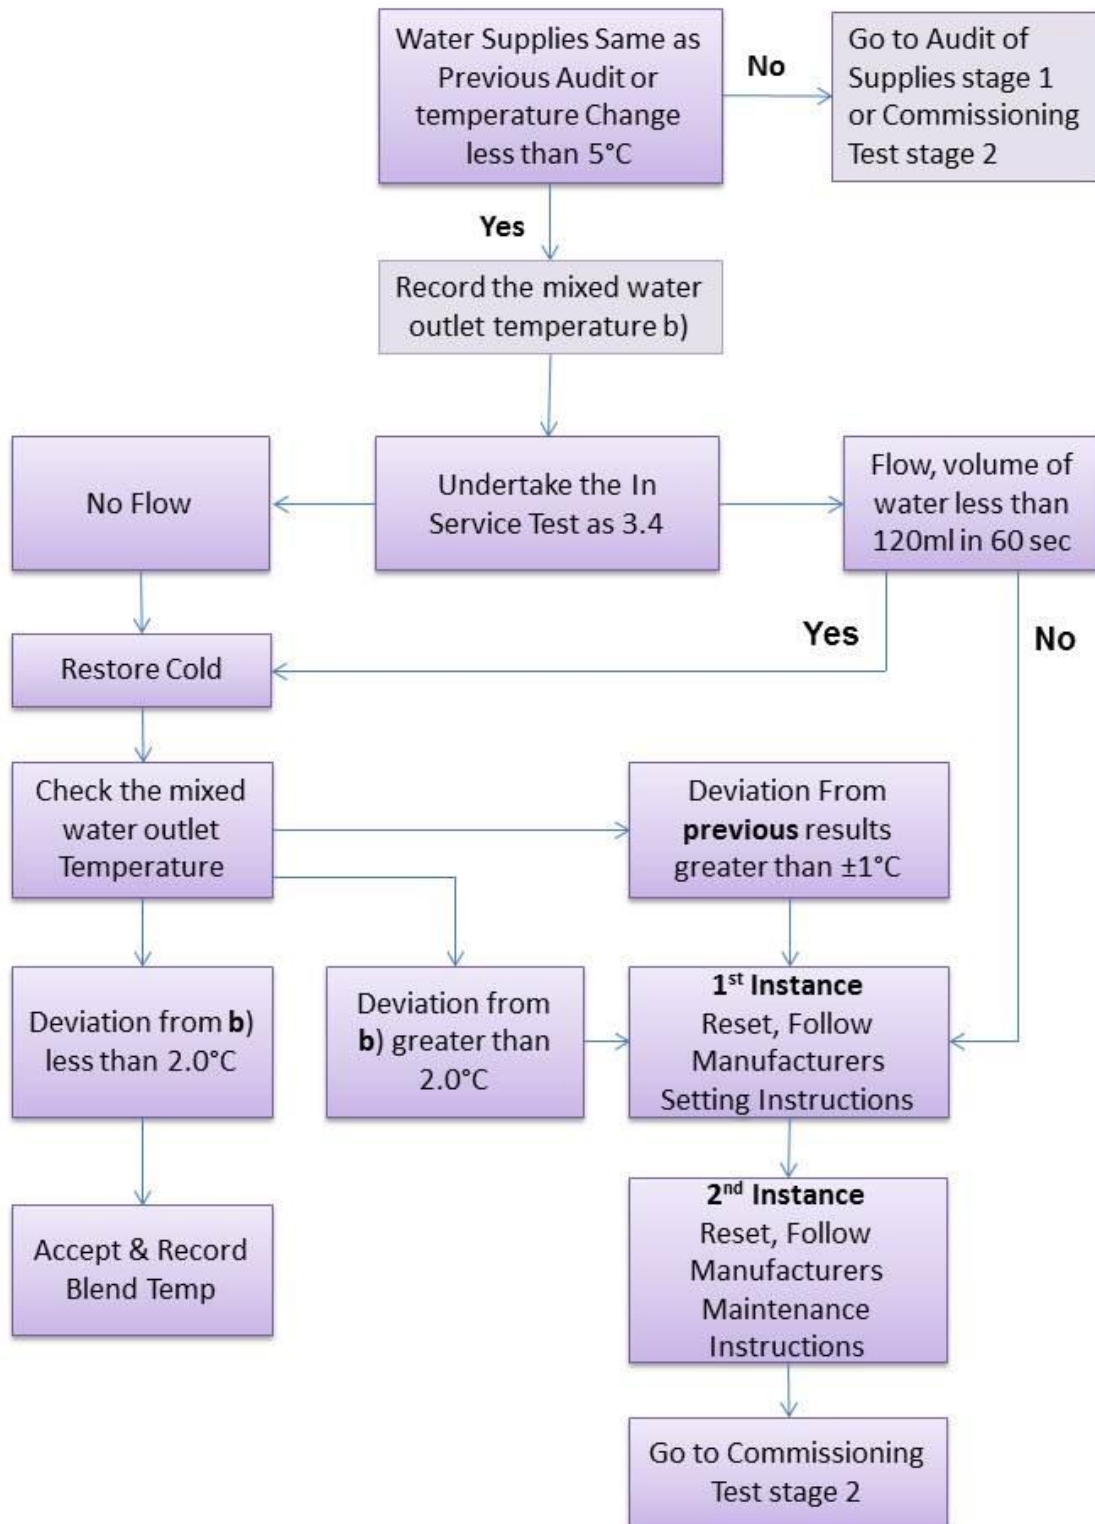 Water Supplies Same as
Previous Audit or
temperature Change
less than 5°C
No
Go to Audit of
Supplies stage 1
or Commissioning
Test stage 2
Yes
Record the mixed water
outlet temperature b)
No Flow
Undertake the In
Service Test as 3.4
Flow, volume of
water less than
120ml in 60 sec
Yes
No
Restore Cold
Check the mixed
water outlet
Temperature
Deviation From
previous results
greater than ±1°C
Deviation from b)
less than 2.0°C
Deviation from
b) greater than
2.0°C
1st Instance
Reset, Follow
Manufacturers
Setting Instructions
Accept & Record
Blend Temp
2nd Instance
Reset, Follow
Manufacturers
Maintenance
Instructions
Go to Commissioning
Test stage 2